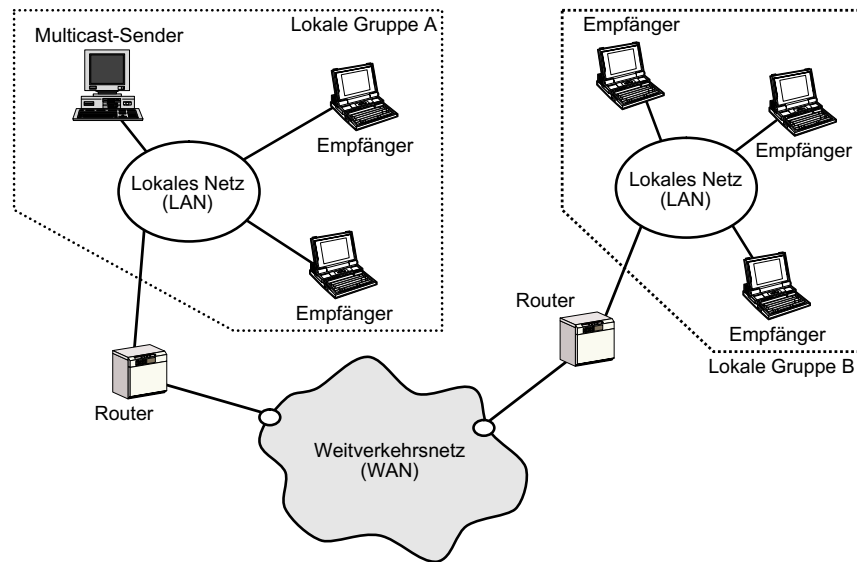 Lokale Gruppe A
Multicast-Sender
Empfänger
Lokales Netz
(LAN)
Empfänger
Router
Empfänger
Empfänger
Lokales Netz
(LAN)
Empfänger
Router
Lokale Gruppe B
Weitverkehrsnetz
(WAN)